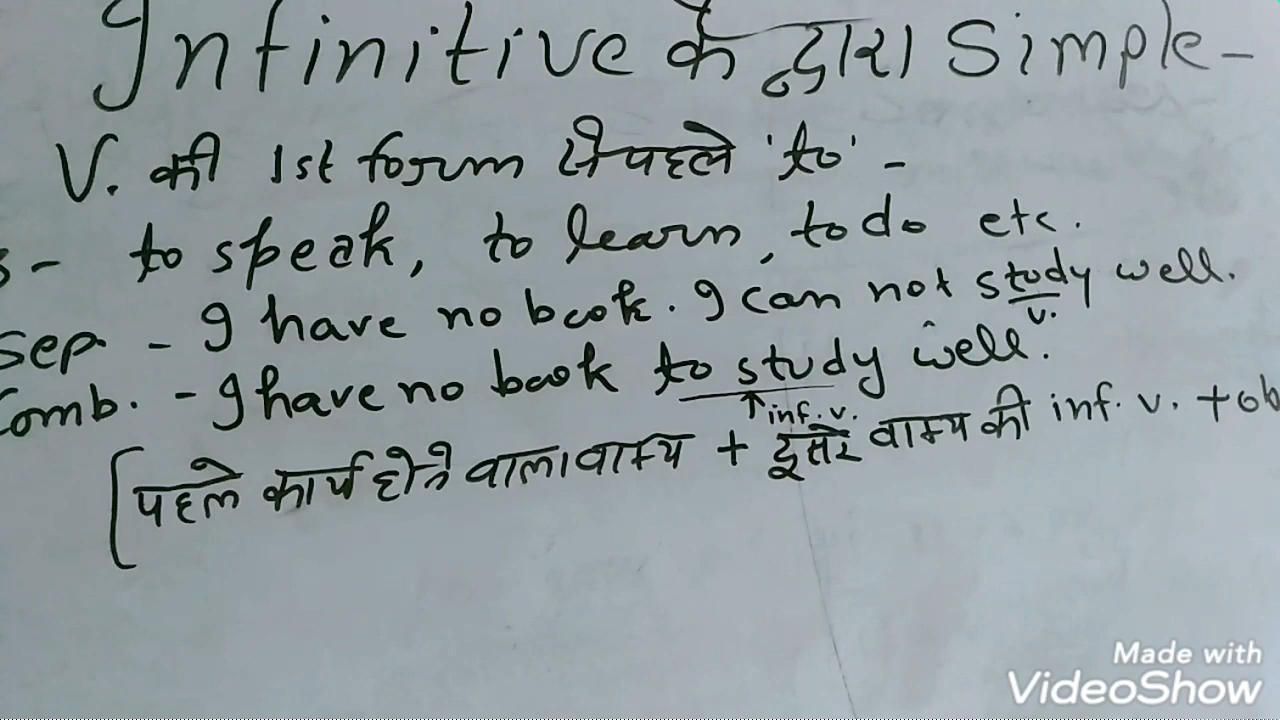 Infinitive के द्वारा Simple -
V. की 1st form से पहले 'to' -
- to speak, to learn, to do etc.
Sep. - I have no book. I can not study well.
v.
Comb. - I have no book to study well.
↑ inf. v.
[पहले कार्य होने वाला वाक्य + दूसरे वाक्य की inf. v. + ob
Made with
VideoShow